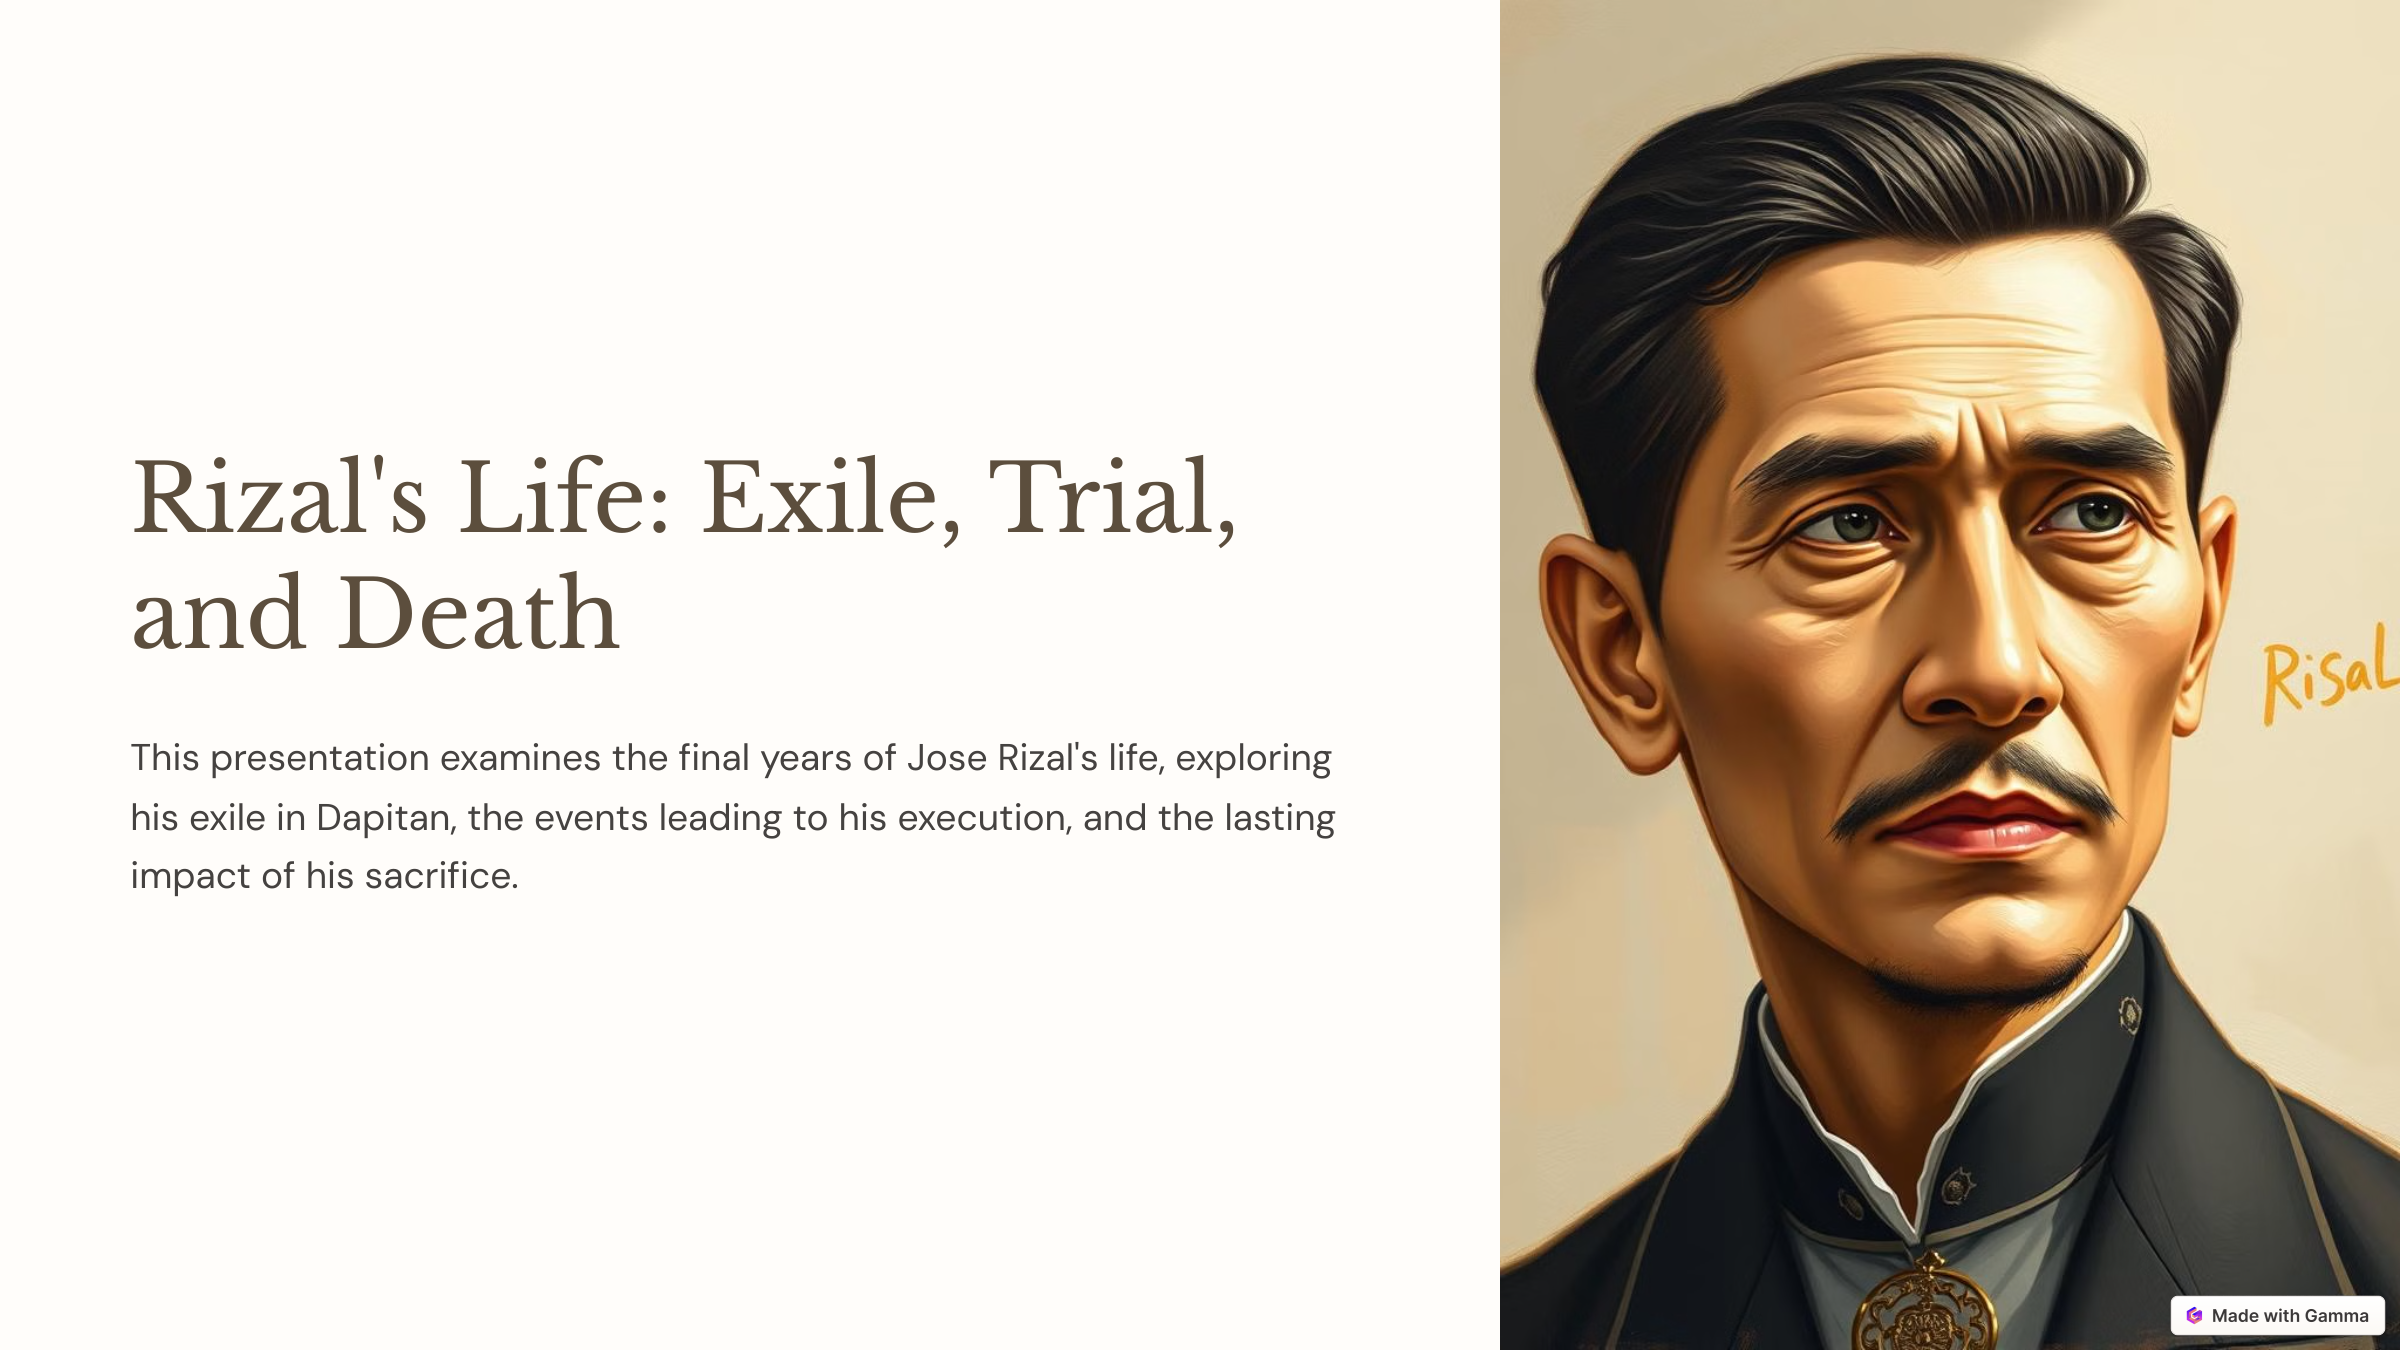 Rizal's Life: Exile, Trial,
and Death
This presentation examines the final years of Jose Rizal's life, exploring
his exile in Dapitan, the events leading to his execution, and the lasting
impact of his sacrifice.
RisaL
Made with Gamma